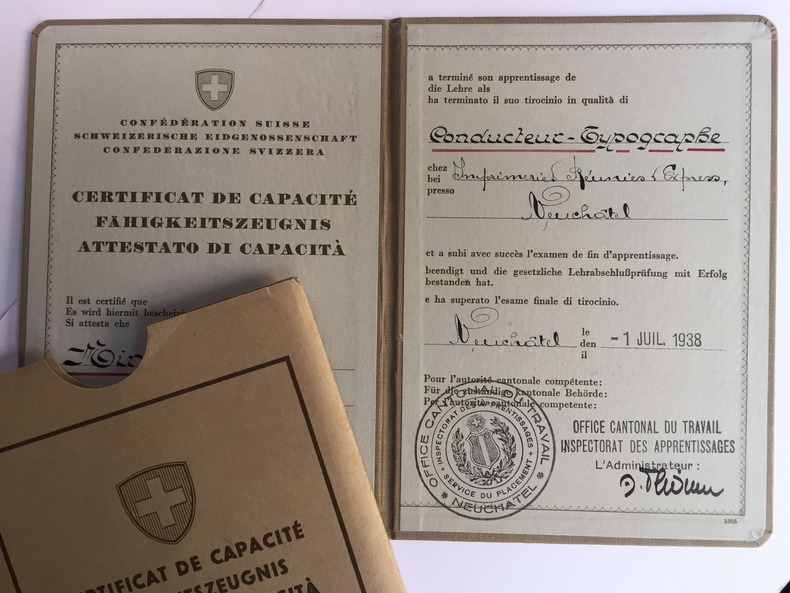 CONFÉDÉRATION SUISSE
SCHWEIZERISCHE EIDGENOSSENSCHAFT
CONFEDERAZIONE SVIZZERA
CERTIFICAT DE CAPACITÉ
FÄHIGKEITSZEUGNIS
ATTESTATO DI CAPACITÀ
Il est certifié que
Es wird hiermit
Si attesta che
a terminé son apprentissage de
die Lehre als
ha terminato il suo tirocinio in qualità di
Conducteur-Typographe
chez
bei
presso
Imprimeries Réunies & Express,
Neuchâtel
et a subi avec succès l'examen de fin d'apprentissage.
beendigt und die gesetzliche Lehrabschlußprüfung mit Erfolg
bestanden hat.
e ha superato l'esame finale di tirocinio.
Neuchâtel
le
den
il
-1 JUIL. 1938
Pour l'autorité cantonale compétente:
Für die zuständige kantonale Behörde:
Per l'autorità cantonale competente:
OFFICE CANTONAL DU TRAVAIL
INSPECTORAT DES APPRENTISSAGES
SERVICE DU PLACEMENT
NEUCHATEL
OFFICE CANTONAL DU TRAVAIL
INSPECTORAT DES APPRENTISSAGES
L'Administrateur :
5355
CERTIFICAT DE CAPACITÉ